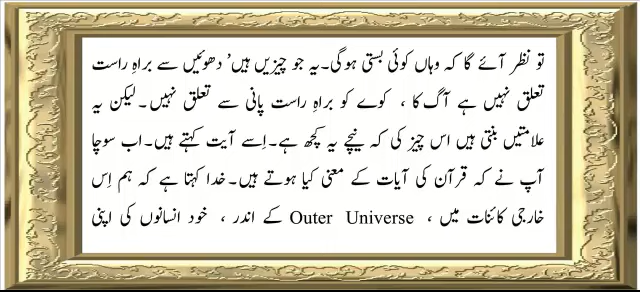 تو نظر آئے گا کہ وہاں کوئی بستی ہوگی۔یہ جو چیزیں ہیں’ دھوئیں سے براہِ راست
تعلق نہیں ہے آگ کا ، کوے کو براہِ راست پانی سے تعلق نہیں۔لیکن یہ
علامتیں بنتی ہیں اس چیز کی کہ نیچے یہ کچھ ہے۔اِسے آیت کہتے ہیں۔اب سوچا
آپ نے کہ قرآن کی آیات کے معنی کیا ہوتے ہیں۔خدا کہتا ہے کہ ہم اِس
خارجی کائنات میں ، Outer Universe کے اندر ، خود انسانوں کی اپنی